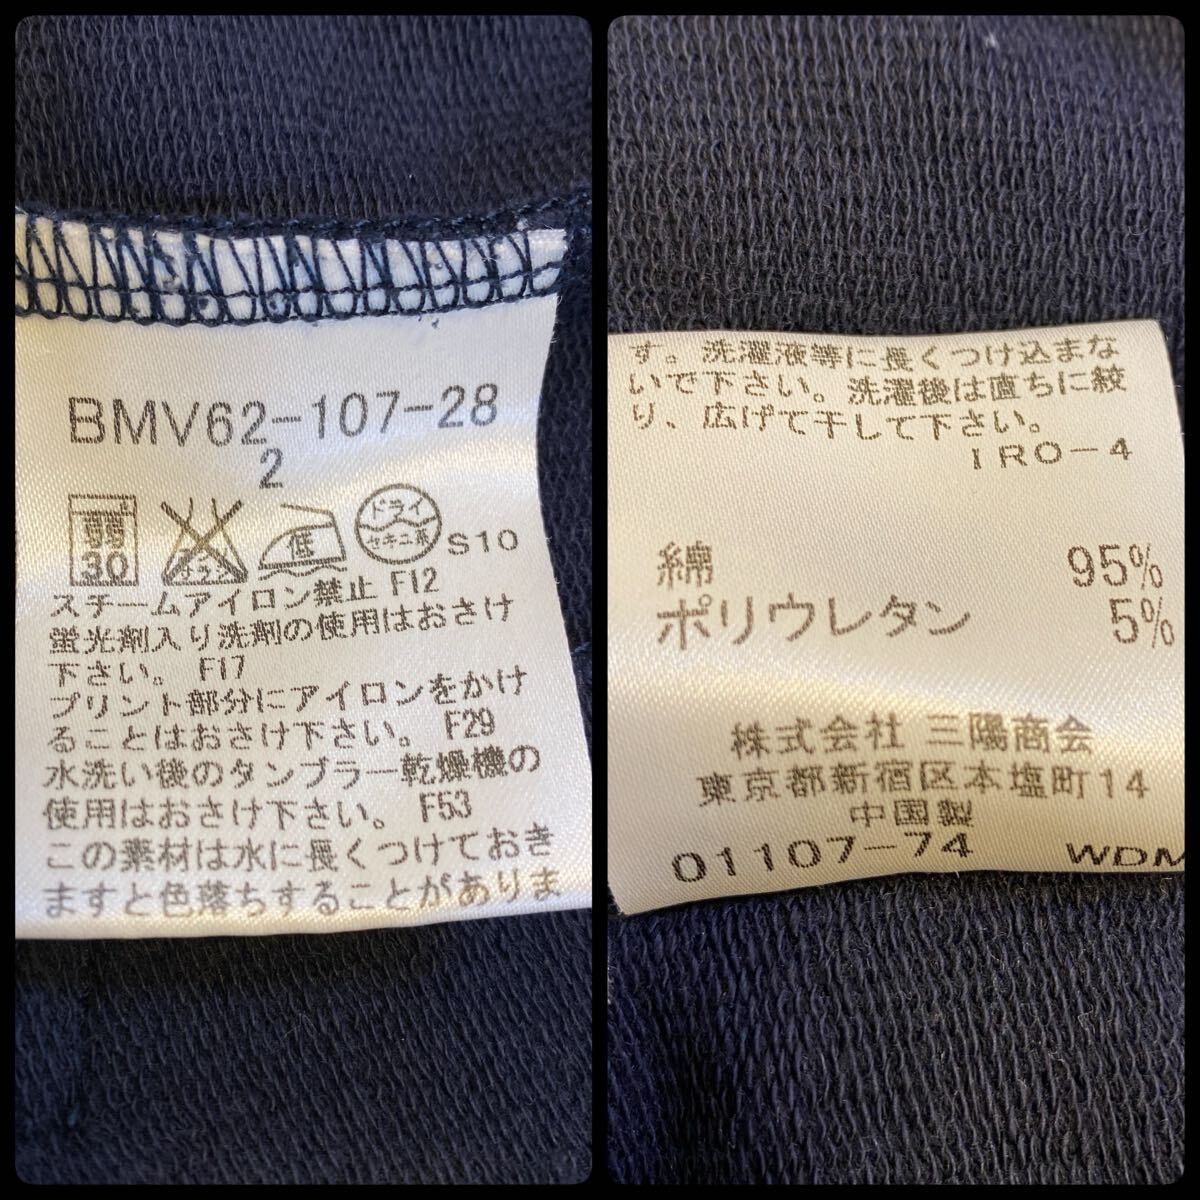 BMV62-107-28
2
弱
30
エンソサラシ
低
ドライ
セキユ系
S10
スチームアイロン禁止 F12
蛍光剤入り洗剤の使用はおさけ
下さい。 F17
プリント部分にアイロンをかけ
ることはおさけ下さい。 F29
水洗い後のタンブラー乾燥機の
使用はおさけ下さい。 F53
この素材は水に長くつけておき
ますと色落ちすることがありま
す。洗濯液等に長くつけ込まな
いで下さい。洗濯後は直ちに絞
り、広げて干して下さい。
IRO-4
綿 95%
ポリウレタン 5%
株式会社 三陽商会
東京都新宿区本塩町14
中国製
01107-74 WDM